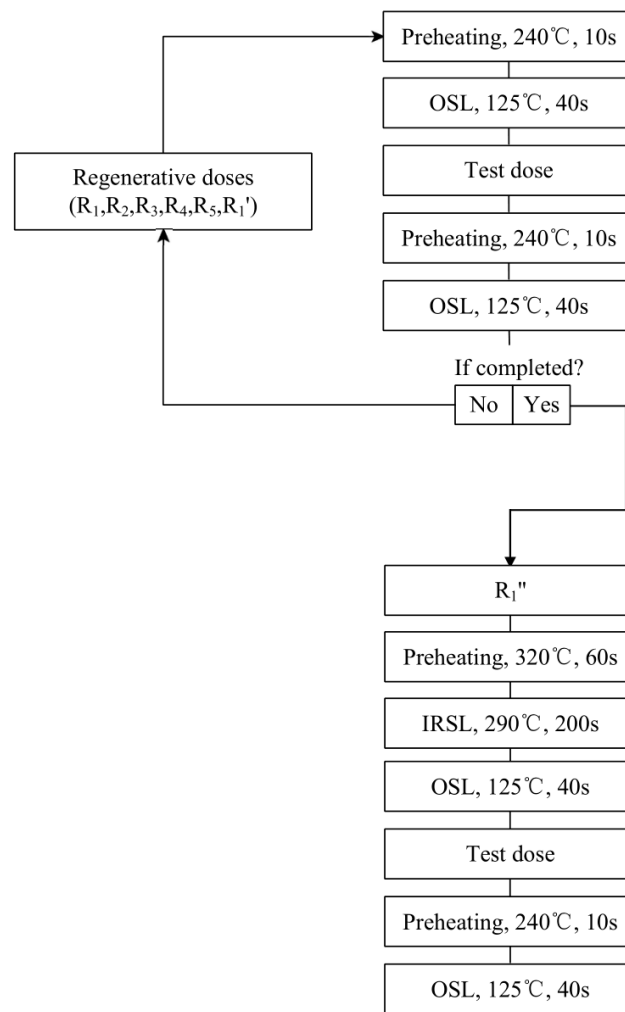 Preheating, 240℃, 10s
OSL, 125℃, 40s
Test dose
Preheating, 240℃, 10s
OSL, 125℃, 40s
Regenerative doses
(R₁,R₂,R₃,R₄,R₅,R₁')
If completed?
No Yes
R₁"
Preheating, 320℃, 60s
IRSL, 290℃, 200s
OSL, 125℃, 40s
Test dose
Preheating, 240℃, 10s
OSL, 125℃, 40s